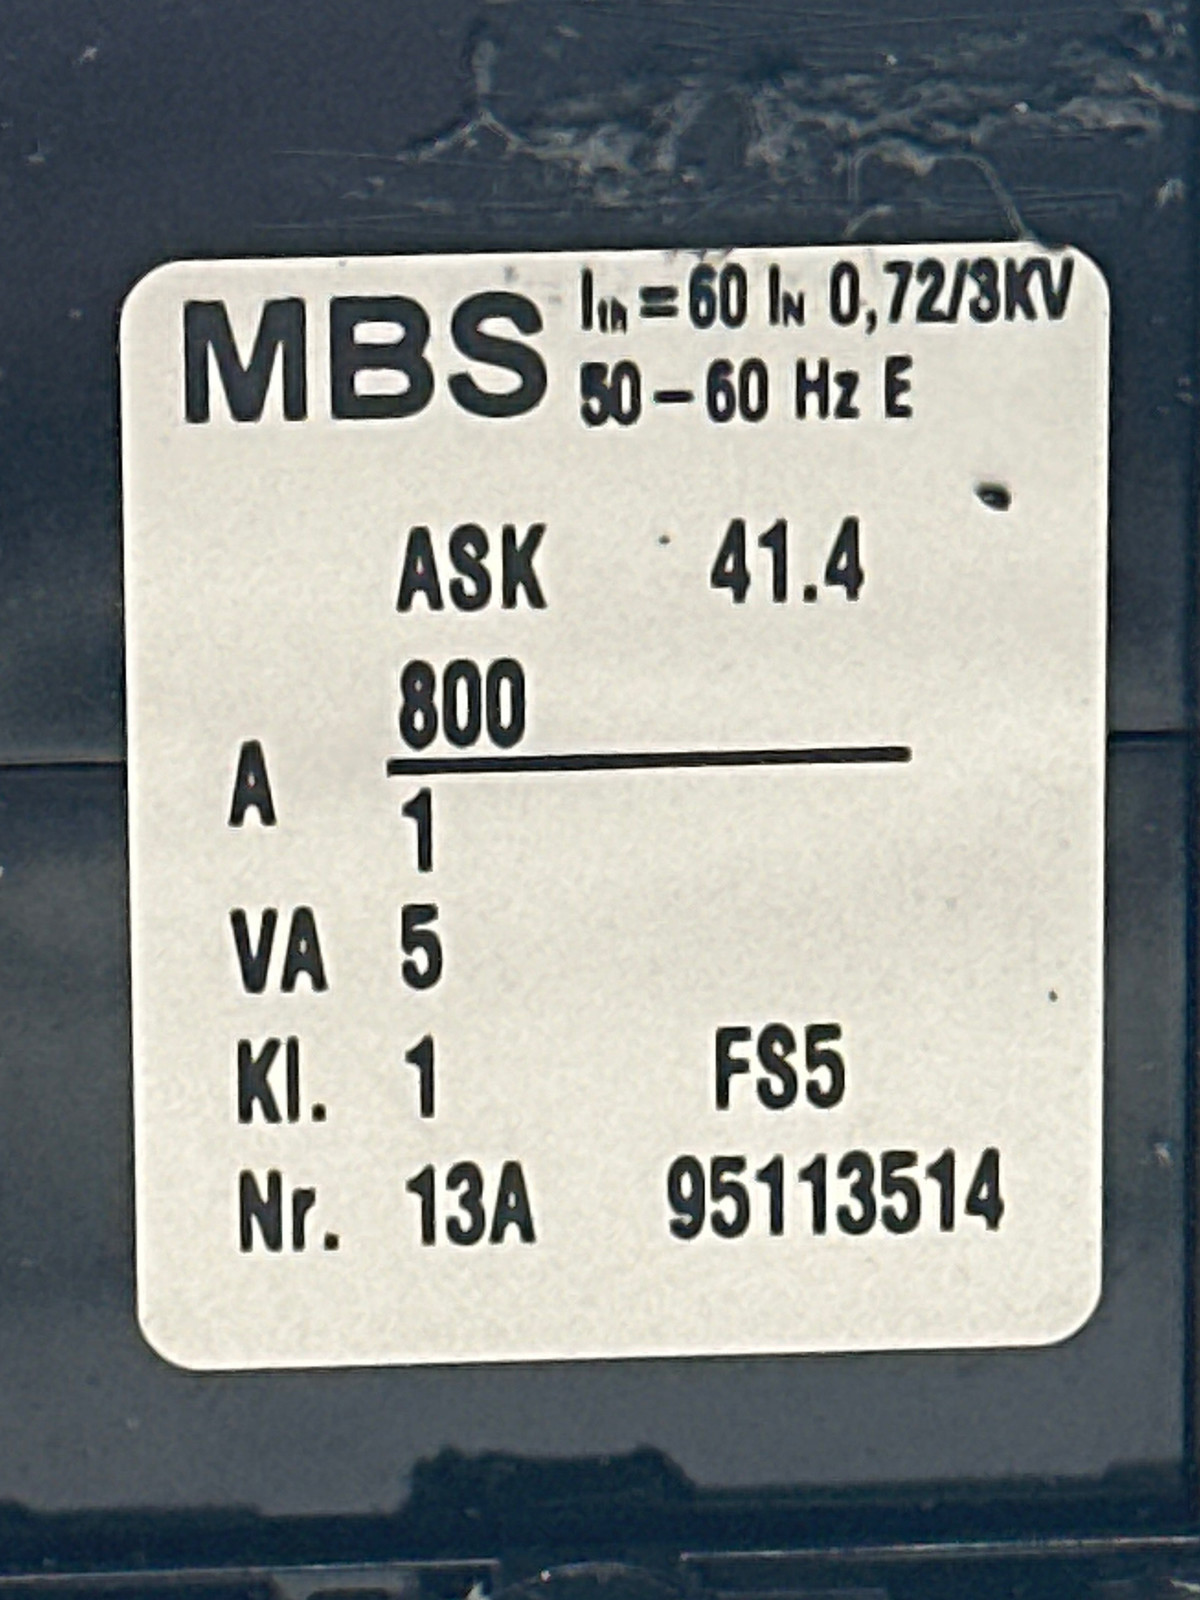 MBS Ith=60 IN 0,72/3KV
50-60 Hz E
ASK 41.4
800
A
1
VA 5
Kl. 1 FS5
Nr. 13A 95113514